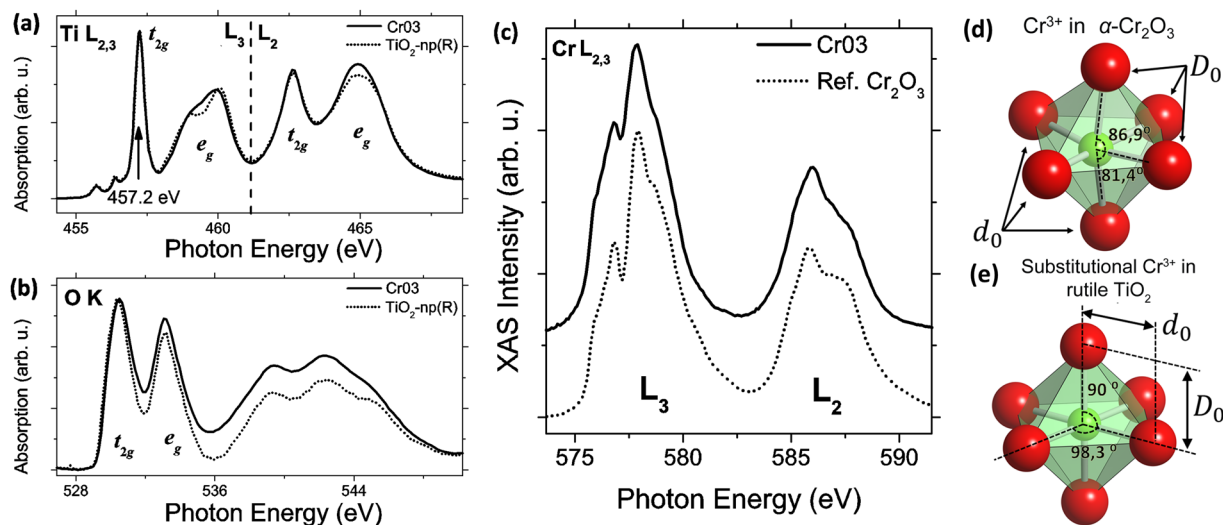 (a)
Ti L2,3
t2g
L3
L2
Cr03
TiO2-np(R)
eg
t2g
eg
457.2 eV
Absorption (arb. u.)
455
460
465
Photon Energy (eV)
(b)
O K
Cr03
TiO2-np(R)
t2g
eg
Absorption (arb. u.)
528
536
544
Photon Energy (eV)
(c)
Cr L2,3
Cr03
Ref. Cr2O3
L3
L2
XAS Intensity (arb. u.)
575
580
585
590
Photon Energy (eV)
(d)
Cr3+ in α-Cr2O3
D0
86,9o
81,4o
d0
(e)
Substitutional Cr3+ in
rutile TiO2
d0
90 o
D0
98,3 o